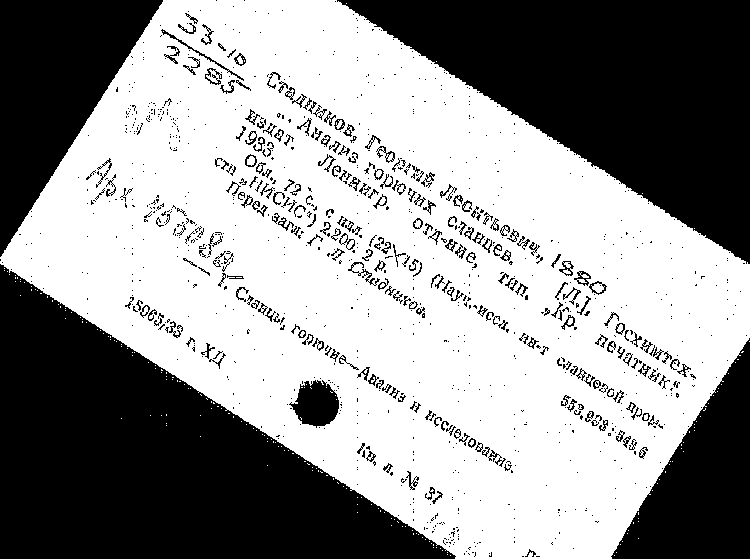 33-10
2285
Стадников, Георгий Леонтьевич, 1880
... Анализ горючих сланцев. [Л.], Госхимтех-
издат. Ленингр. отд-ние, тип. „Кр. печатник“.
1933.
Обл., 72 с., с илл. (22×15) (Науч.-иссл. ин-т сланцевой пром-
сти „НИСИС“) 2.200. 2 р.
Перед загл: Г. Л. Стадников.
553.983:543.6
Арх.
1. Сланцы, горючие—Анализ и исследование.
15065/33 г. ХД
Кн. л. № 37